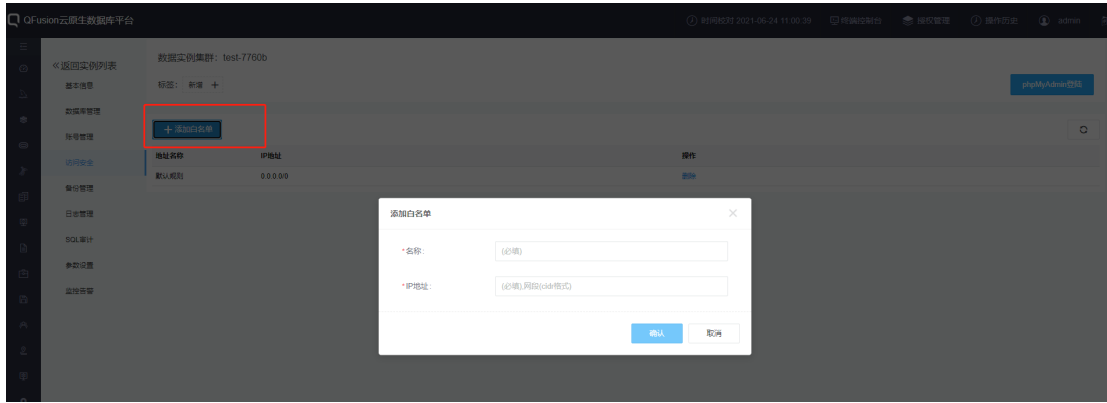 QFusion云原生数据库平台
时间校对 2021-06-24 11:00:39 终端控制台 授权管理 操作历史 admin
«返回实例列表
基本信息
数据库管理
账号管理
访问安全
备份管理
日志管理
SQL审计
参数设置
监控告警
数据实例集群：test-7760b
标签： 新增 +
phpMyAdmin登陆
+ 添加白名单
地址名称 IP地址 操作
默认规则 0.0.0.0/0 删除
添加白名单
*名称： (必填)
*IP地址： (必填),网段(cidr格式)
确认 取消